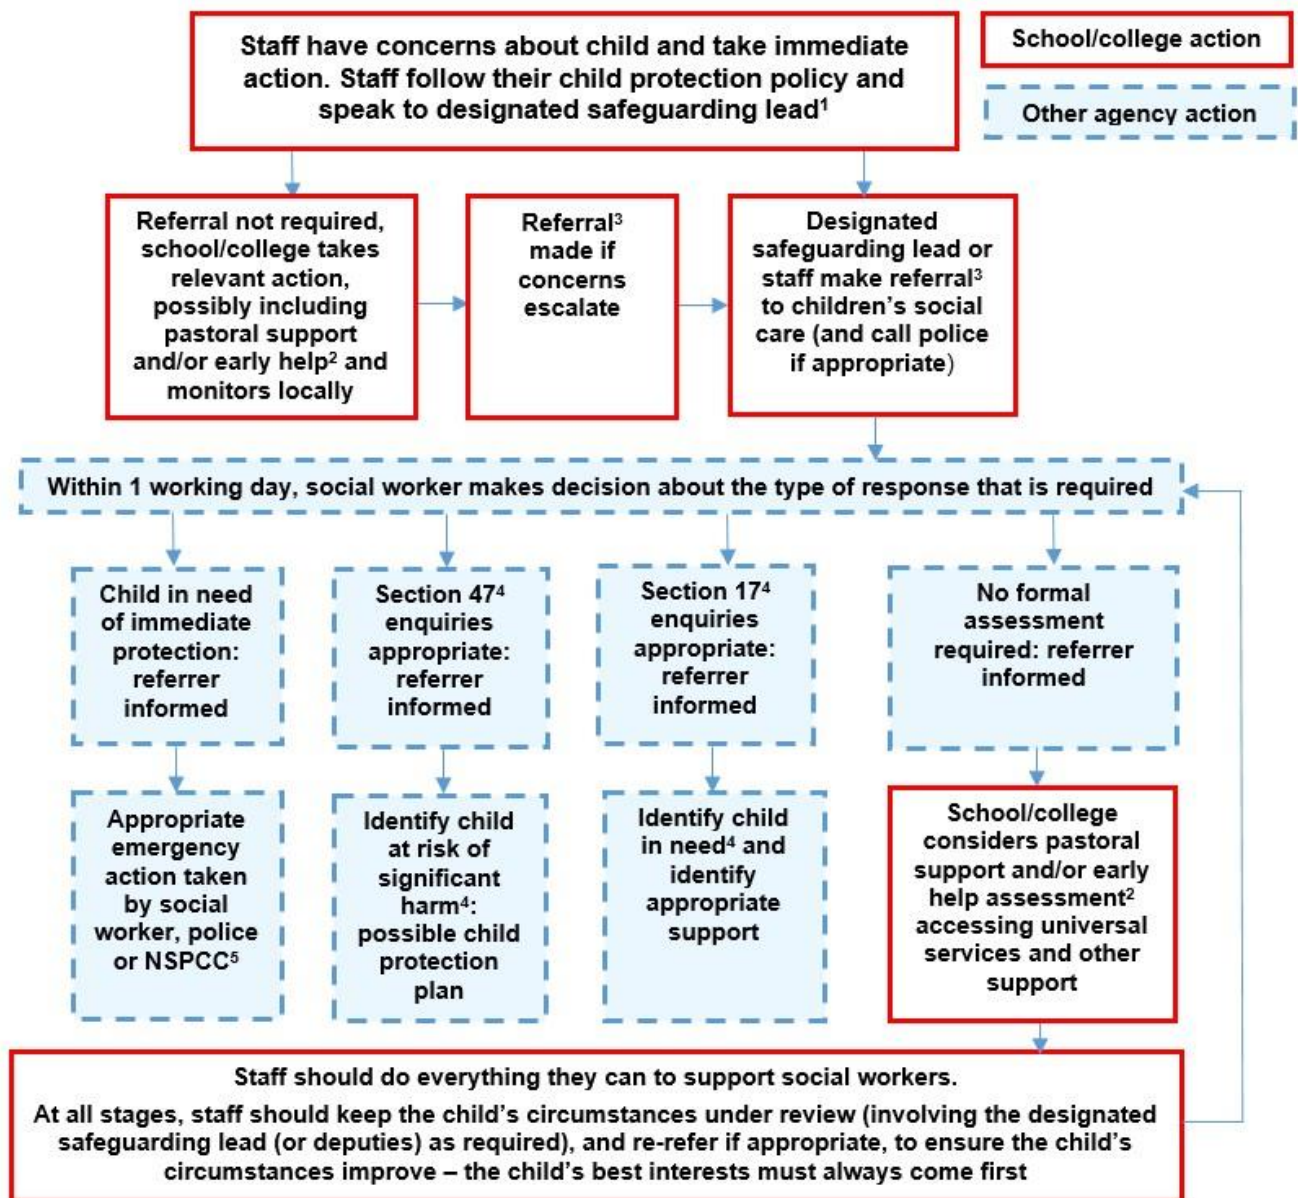 Staff have concerns about child and take immediate
action. Staff follow their child protection policy and
speak to designated safeguarding lead¹
School/college action
Other agency action
Referral not required,
school/college takes
relevant action,
possibly including
pastoral support
and/or early help² and
monitors locally
Referral³
made if
concerns
escalate
Designated
safeguarding lead or
staff make referral³
to children's social
care (and call police
if appropriate)
Within 1 working day, social worker makes decision about the type of response that is required
Child in need
of immediate
protection:
referrer
informed
Section 47⁴
enquiries
appropriate:
referrer
informed
Section 17⁴
enquiries
appropriate:
referrer
informed
No formal
assessment
required: referrer
informed
Appropriate
emergency
action taken
by social
worker, police
or NSPCC⁵
Identify child
at risk of
significant
harm⁴:
possible child
protection
plan
Identify child
in need⁴ and
identify
appropriate
support
School/college
considers pastoral
support and/or early
help assessment²
accessing universal
services and other
support
Staff should do everything they can to support social workers.
At all stages, staff should keep the child's circumstances under review (involving the designated
safeguarding lead (or deputies) as required), and re-refer if appropriate, to ensure the child's
circumstances improve – the child's best interests must always come first